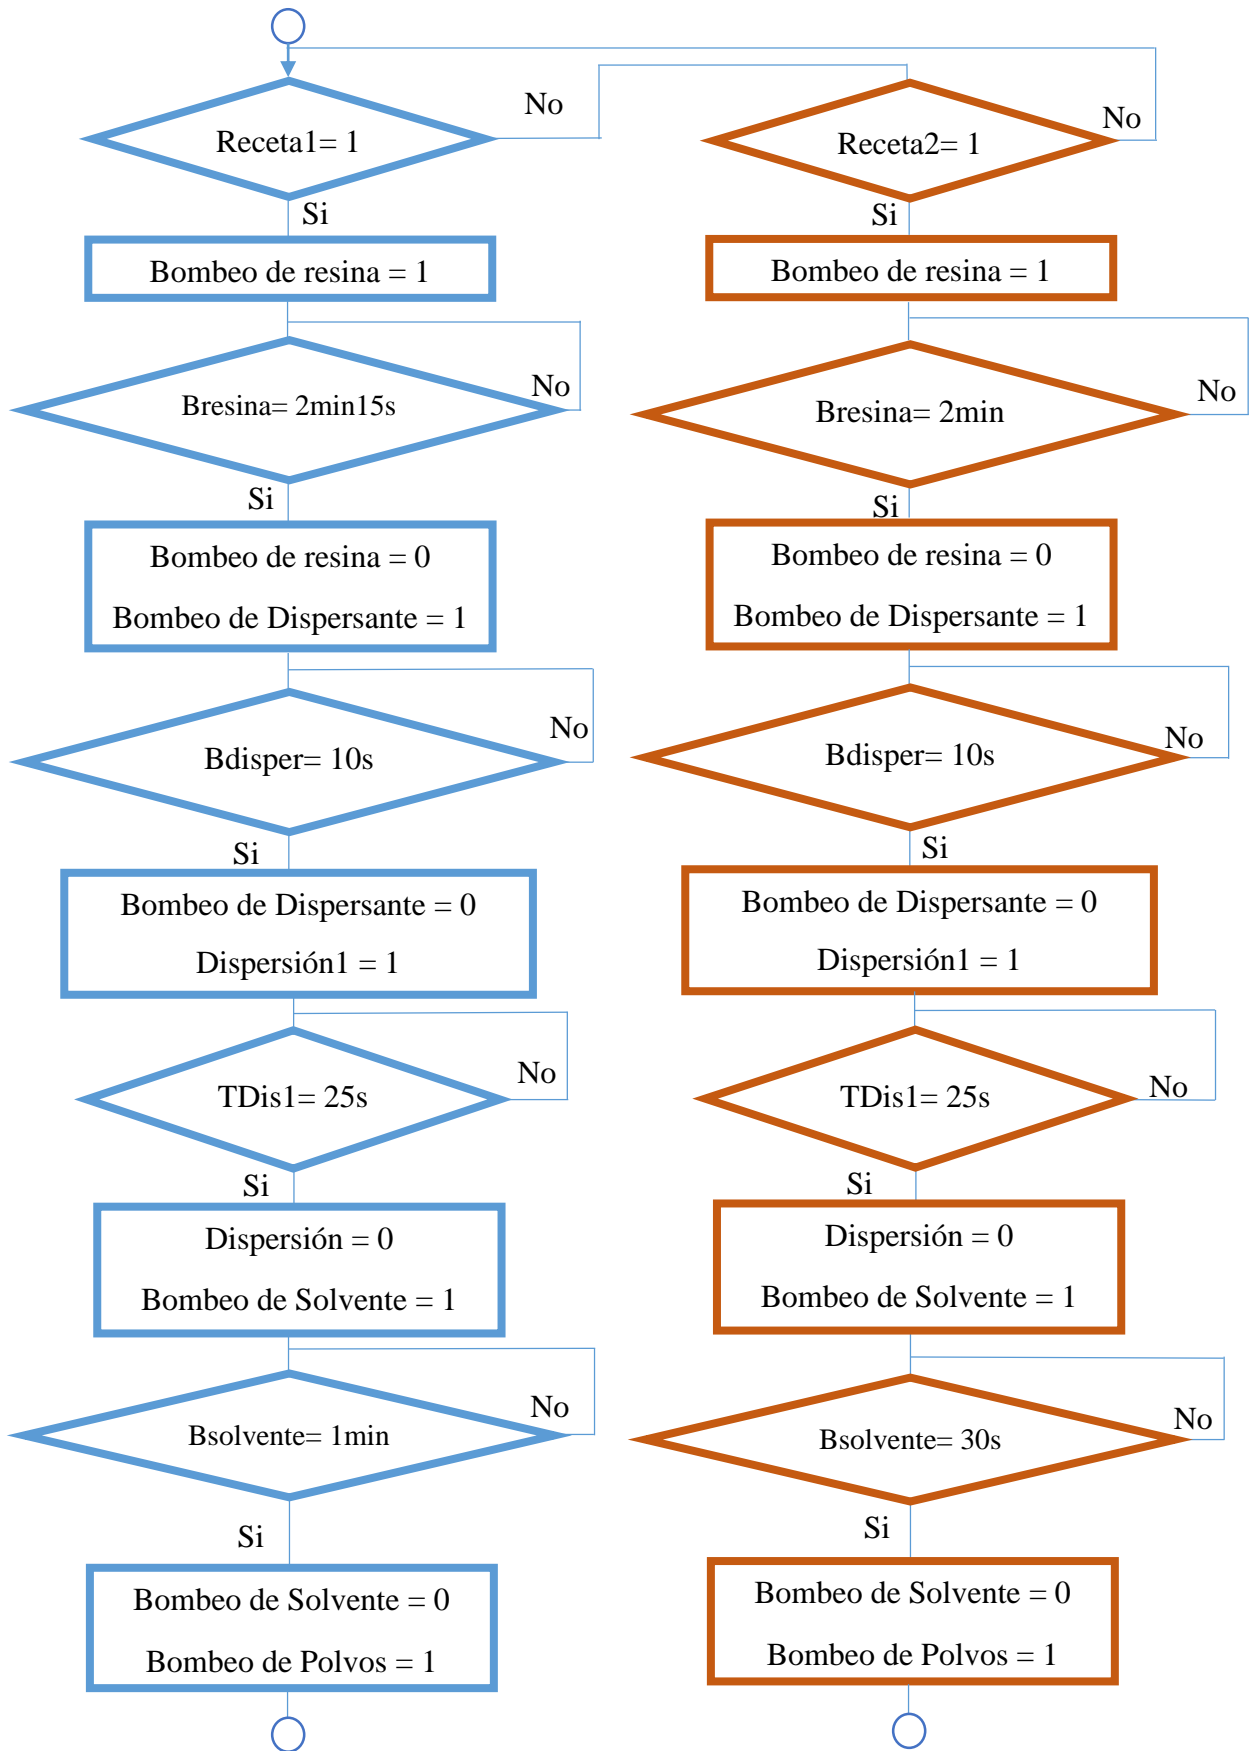 Receta1= 1
No
Si
Bombeo de resina = 1
Bresina= 2min15s
No
Si
Bombeo de resina = 0
Bombeo de Dispersante = 1
Bdisper= 10s
No
Si
Bombeo de Dispersante = 0
Dispersión1 = 1
TDis1= 25s
No
Si
Dispersión = 0
Bombeo de Solvente = 1
Bsolvente= 1min
No
Si
Bombeo de Solvente = 0
Bombeo de Polvos = 1
Receta2= 1
No
Si
Bombeo de resina = 1
Bresina= 2min
No
Si
Bombeo de resina = 0
Bombeo de Dispersante = 1
Bdisper= 10s
No
Si
Bombeo de Dispersante = 0
Dispersión1 = 1
TDis1= 25s
No
Si
Dispersión = 0
Bombeo de Solvente = 1
Bsolvente= 30s
No
Si
Bombeo de Solvente = 0
Bombeo de Polvos = 1